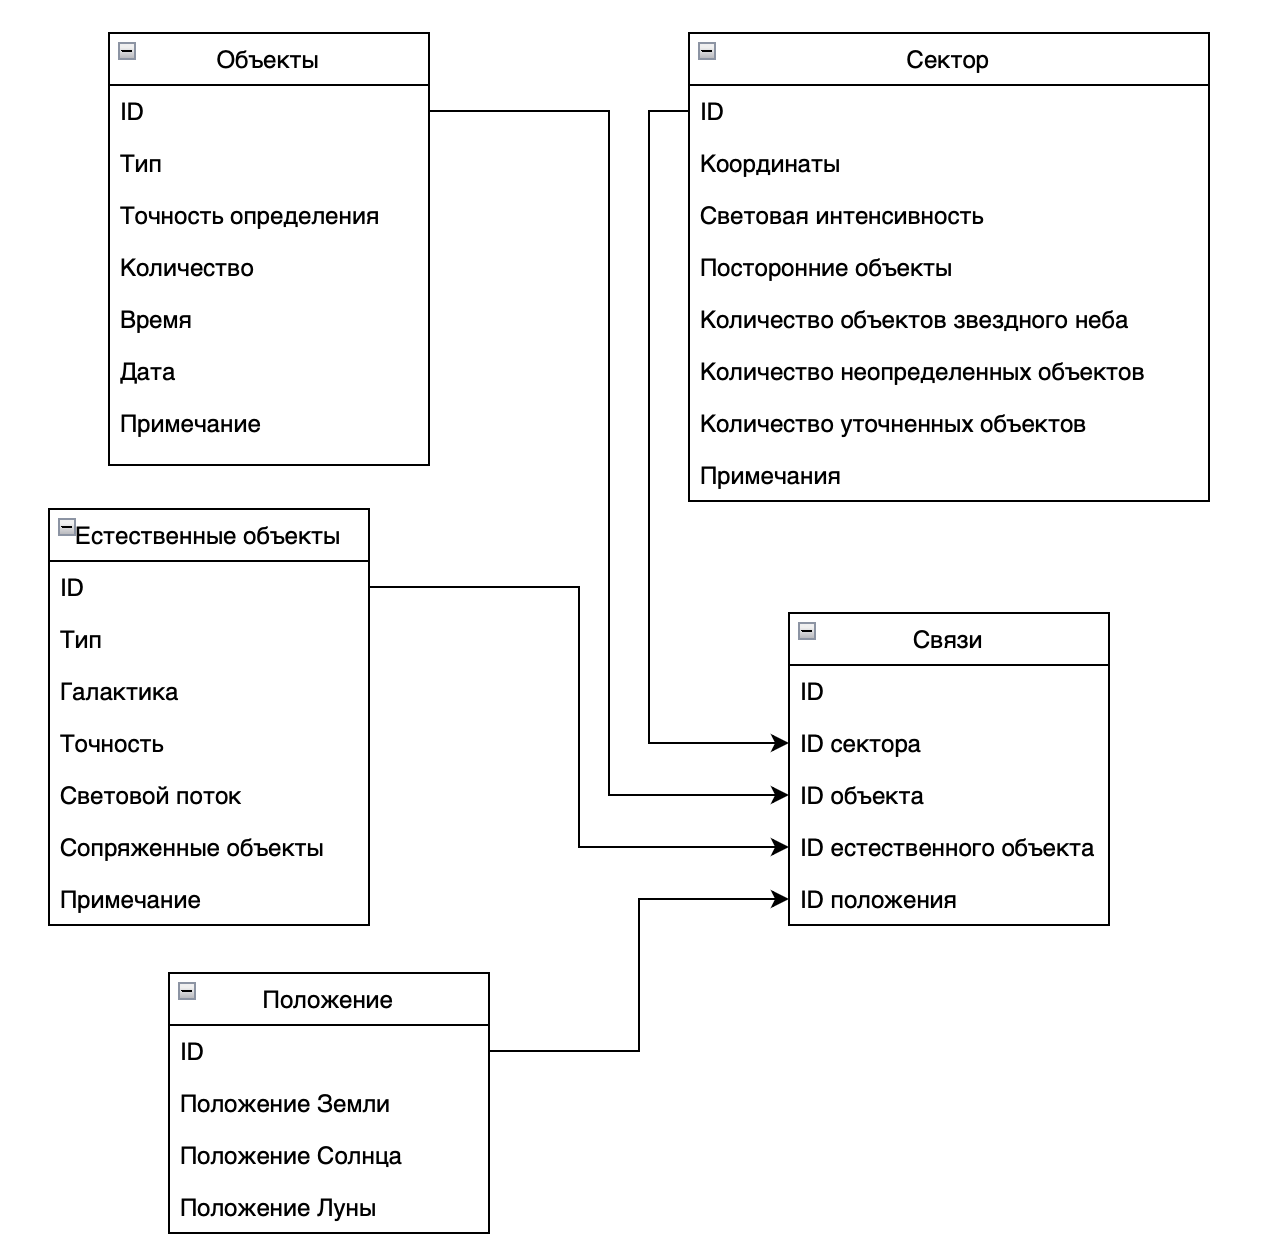 Объекты
ID
Тип
Точность определения
Количество
Время
Дата
Примечание
Сектор
ID
Координаты
Световая интенсивность
Посторонние объекты
Количество объектов звездного неба
Количество неопределенных объектов
Количество уточненных объектов
Примечания
Естественные объекты
ID
Тип
Галактика
Точность
Световой поток
Сопряженные объекты
Примечание
Связи
ID
ID сектора
ID объекта
ID естественного объекта
ID положения
Положение
ID
Положение Земли
Положение Солнца
Положение Луны